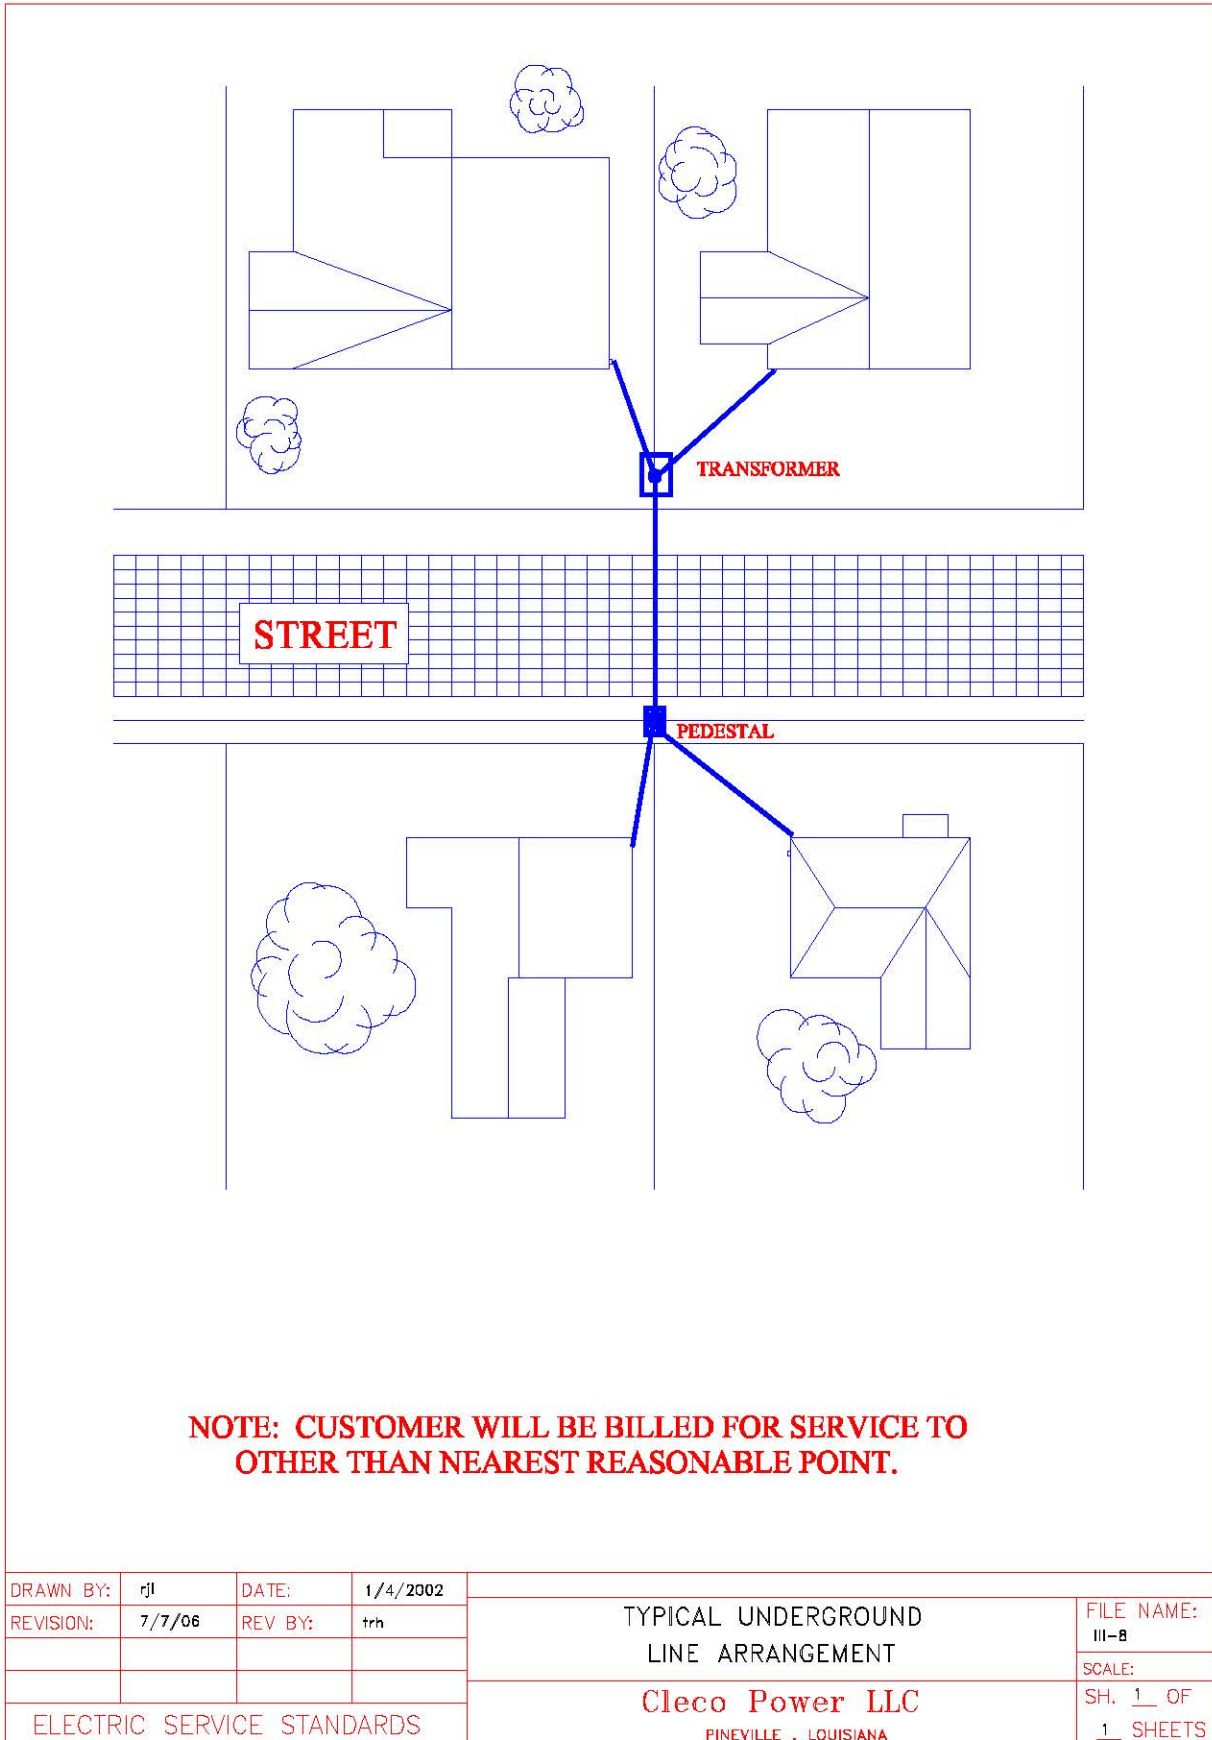 TRANSFORMER
STREET
PEDESTAL
NOTE: CUSTOMER WILL BE BILLED FOR SERVICE TO
OTHER THAN NEAREST REASONABLE POINT.
DRAWN BY: rjl DATE: 1/4/2002
REVISION: 7/7/06 REV BY: trh
ELECTRIC SERVICE STANDARDS
TYPICAL UNDERGROUND
LINE ARRANGEMENT
Cleco Power LLC
PINEVILLE , LOUISIANA
FILE NAME:
III-8
SCALE:
SH. 1 OF
1 SHEETS